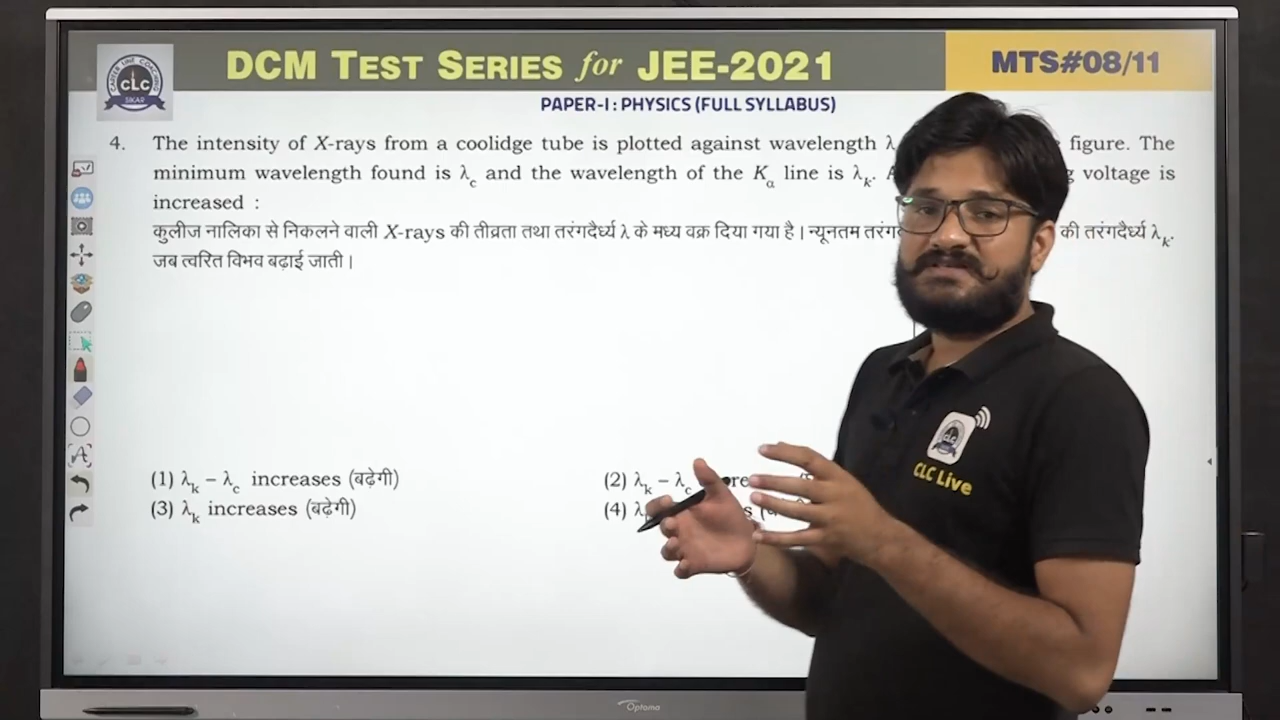 DCM TEST SERIES for JEE-2021
MTS#08/11
CLC
SIKAR
PAPER-I : PHYSICS (FULL SYLLABUS)
4. The intensity of X-rays from a coolidge tube is plotted against wavelength λ figure. The
minimum wavelength found is λc and the wavelength of the Kα line is λk. voltage is
increased :
कुलीज नालिका से निकलने वाली X-rays की तीव्रता तथा तरंगदैर्ध्य λ के मध्य वक्र दिया गया है। न्यूनतम की तरंगदैर्ध्य λk.
जब त्वरित विभव बढ़ाई जाती।
(1) λk – λc increases (बढ़ेगी)
(2) λk – λc
(3) λk increases (बढ़ेगी)
(4)
CLC Live
Optoma